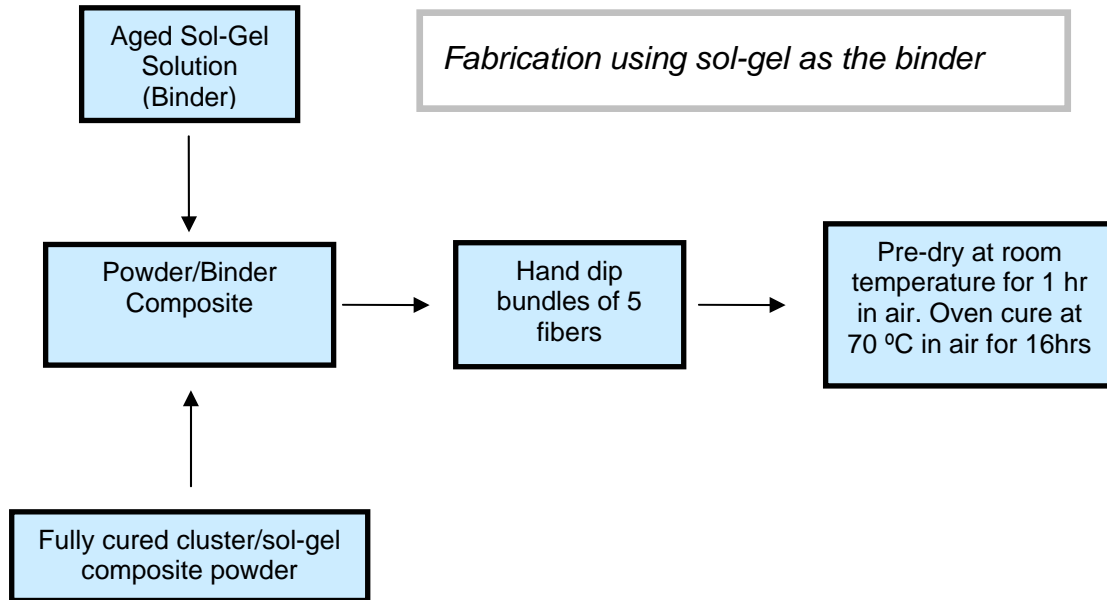 Aged Sol-Gel
Solution
(Binder)
Fabrication using sol-gel as the binder
Powder/Binder
Composite
Hand dip
bundles of 5
fibers
Pre-dry at room
temperature for 1 hr
in air. Oven cure at
70 ºC in air for 16hrs
Fully cured cluster/sol-gel
composite powder